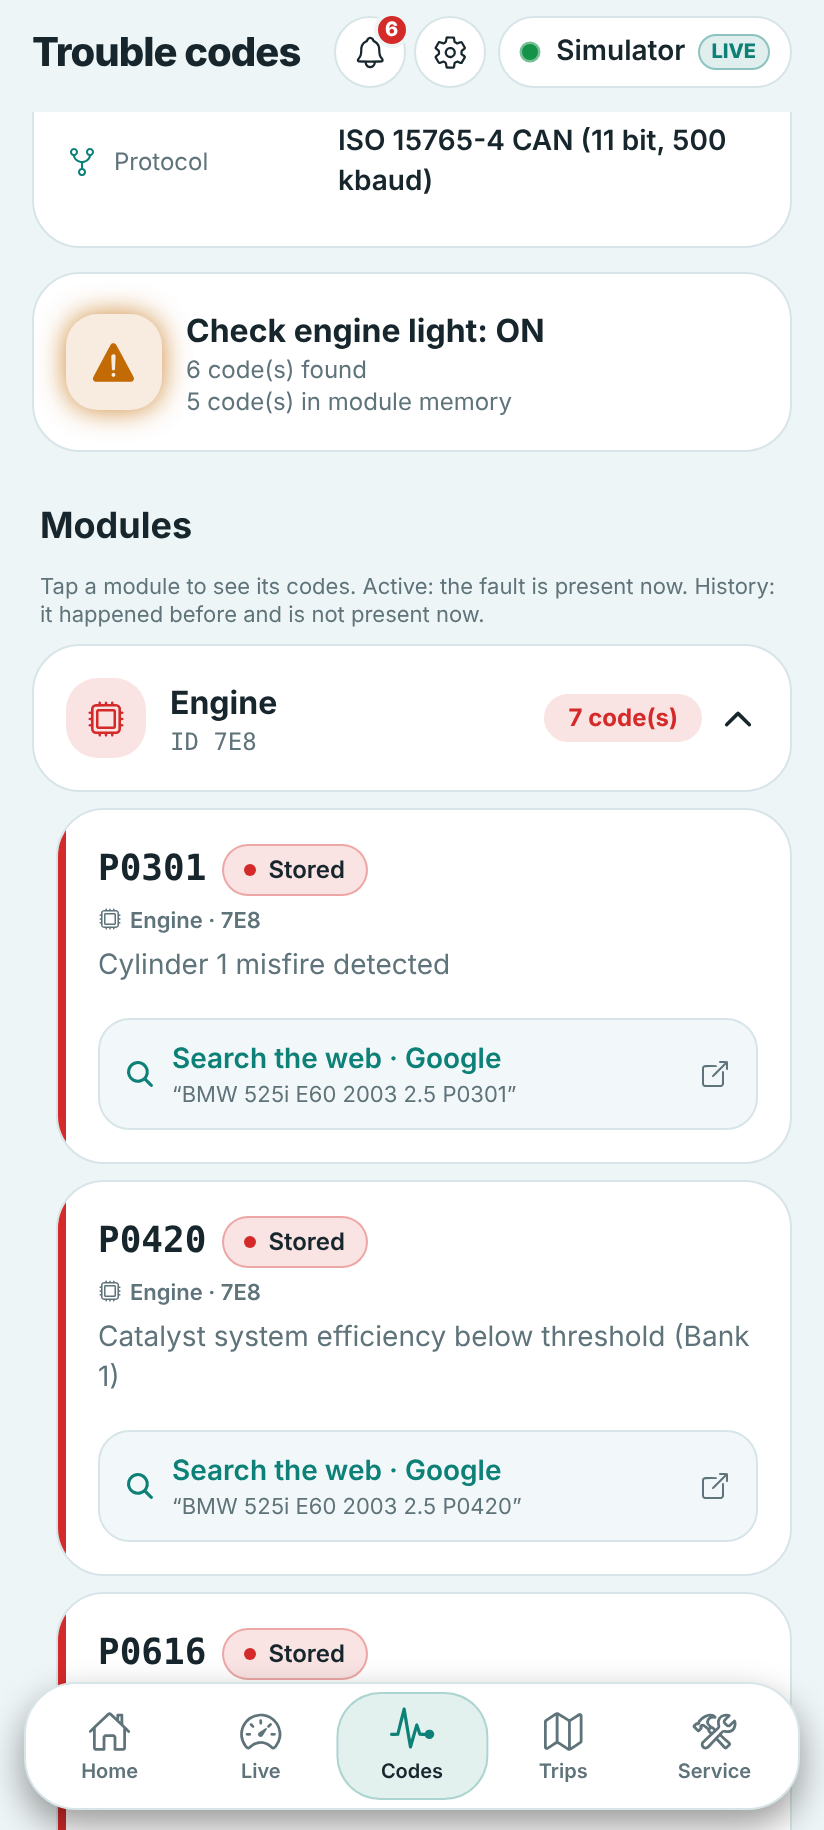 Trouble codes
6
Simulator
LIVE
Protocol
ISO 15765-4 CAN (11 bit, 500
kbaud)
Check engine light: ON
6 code(s) found
5 code(s) in module memory
Modules
Tap a module to see its codes. Active: the fault is present now. History:
it happened before and is not present now.
Engine
ID 7E8
7 code(s)
P0301
Stored
Engine · 7E8
Cylinder 1 misfire detected
Search the web · Google
“BMW 525i E60 2003 2.5 P0301”
P0420
Stored
Engine · 7E8
Catalyst system efficiency below threshold (Bank
1)
Search the web · Google
“BMW 525i E60 2003 2.5 P0420”
P0616
Stored
Home
Live
Codes
Trips
Service